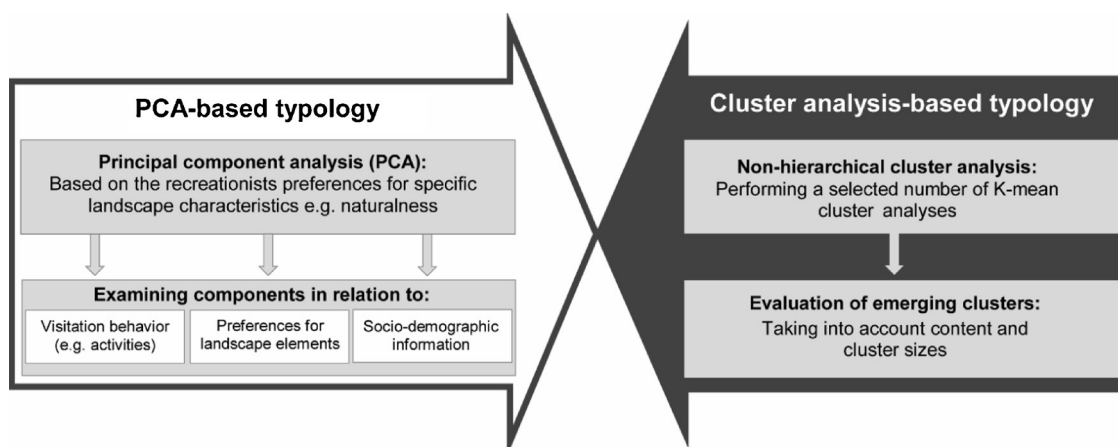 PCA-based typology
Principal component analysis (PCA):
Based on the recreationists preferences for specific
landscape characteristics e.g. naturalness
Examining components in relation to:
Visitation behavior
(e.g. activities)
Preferences for
landscape elements
Socio-demographic
information
Cluster analysis-based typology
Non-hierarchical cluster analysis:
Performing a selected number of K-mean
cluster analyses
Evaluation of emerging clusters:
Taking into account content and
cluster sizes